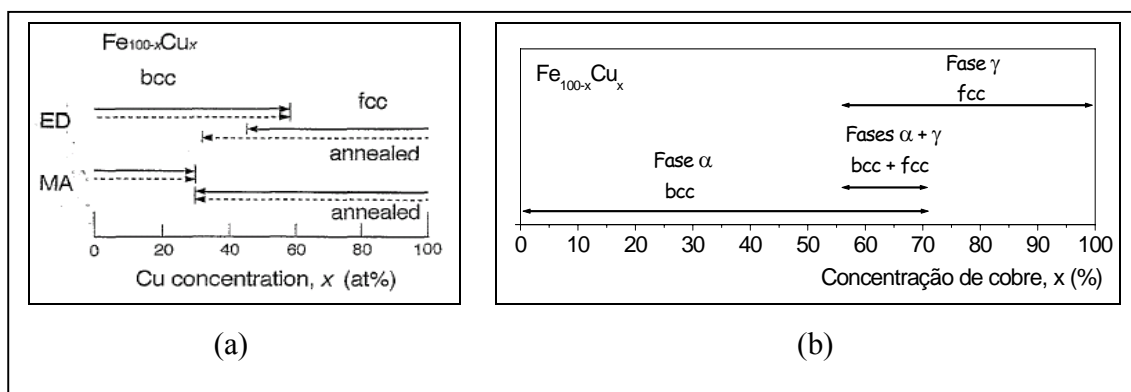 Fe100-xCux
bcc
fcc
ED
annealed
MA
annealed
0 20 40 60 80 100
Cu concentration, x (at%)
(a)
Fe100-xCux
Fase γ
fcc
Fases α + γ
bcc + fcc
Fase α
bcc
0 10 20 30 40 50 60 70 80 90 100
Concentração de cobre, x (%)
(b)